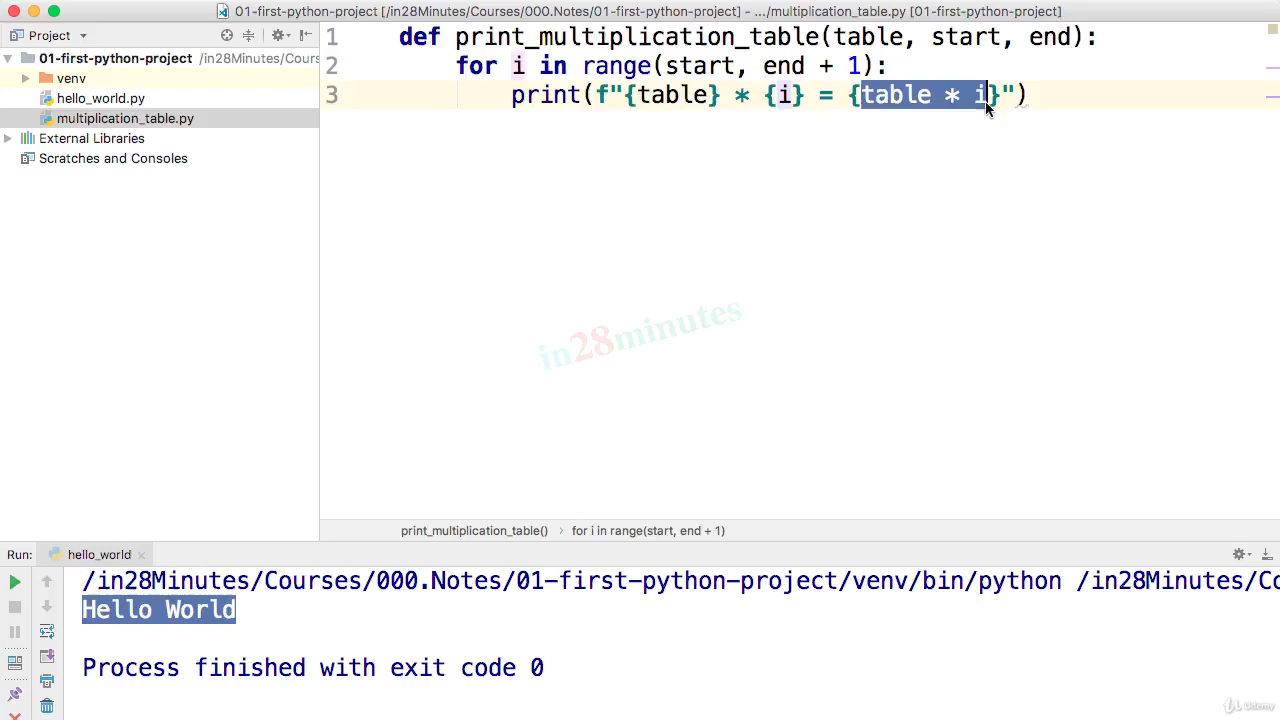 01-first-python-project [/in28Minutes/Courses/000.Notes/01-first-python-project] - .../multiplication_table.py [01-first-python-project]
Project
01-first-python-project /in28Minutes/Cours
venv
hello_world.py
multiplication_table.py
External Libraries
Scratches and Consoles
1 def print_multiplication_table(table, start, end):
2 for i in range(start, end + 1):
3 print(f"{table} * {i} = {table * i}")
in28minutes
print_multiplication_table() › for i in range(start, end + 1)
Run: hello_world
/in28Minutes/Courses/000.Notes/01-first-python-project/venv/bin/python /in28Minutes/Co
Hello World
Process finished with exit code 0
Udemy